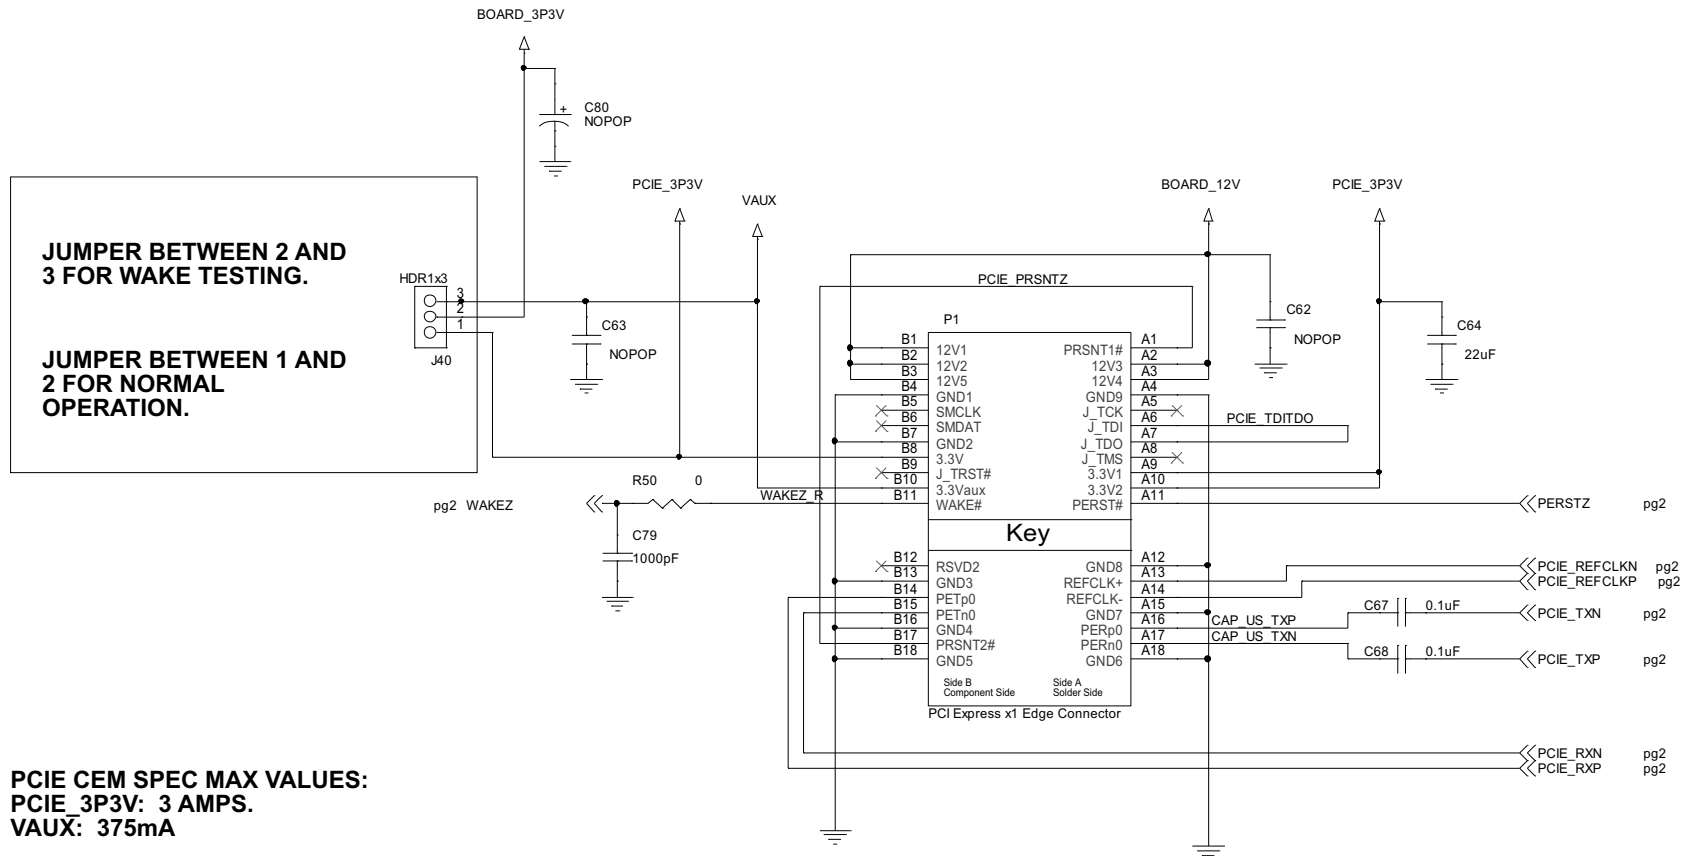 BOARD_3P3V
C80
NOPOP
+
PCIE_3P3V
VAUX
BOARD_12V
PCIE_3P3V
JUMPER BETWEEN 2 AND
3 FOR WAKE TESTING.
JUMPER BETWEEN 1 AND
2 FOR NORMAL
OPERATION.
HDR1x3
3
2
1
J40
C63
NOPOP
PCIE_PRSNTZ
C62
NOPOP
C64
22uF
P1
B1 12V1 PRSNT1# A1
B2 12V2 12V3 A2
B3 12V5 12V4 A3
B4 GND1 GND9 A4
B5 SMCLK J_TCK A5
B6 SMDAT J_TDI A6
B7 GND2 J_TDO A7
B8 3.3V J_TMS A8
B9 J_TRST# 3.3V1 A9
B10 3.3Vaux 3.3V2 A10
B11 WAKE# PERST# A11
PCIE_TDITDO
R50 0
WAKEZ_R
pg2 WAKEZ
C79
1000pF
PERSTZ pg2
Key
B12 RSVD2 GND8 A12
B13 GND3 REFCLK+ A13
B14 PETp0 REFCLK- A14
B15 PETn0 GND7 A15
B16 GND4 PERp0 A16
B17 PRSNT2# PERn0 A17
B18 GND5 GND6 A18
PCIE_REFCLKN pg2
PCIE_REFCLKP pg2
C67 0.1uF
PCIE_TXN pg2
CAP_US_TXP
CAP_US_TXN
C68 0.1uF
PCIE_TXP pg2
Side B
Component Side
Side A
Solder Side
PCI Express x1 Edge Connector
PCIE_RXN pg2
PCIE_RXP pg2
PCIE CEM SPEC MAX VALUES:
PCIE_3P3V: 3 AMPS.
VAUX: 375mA